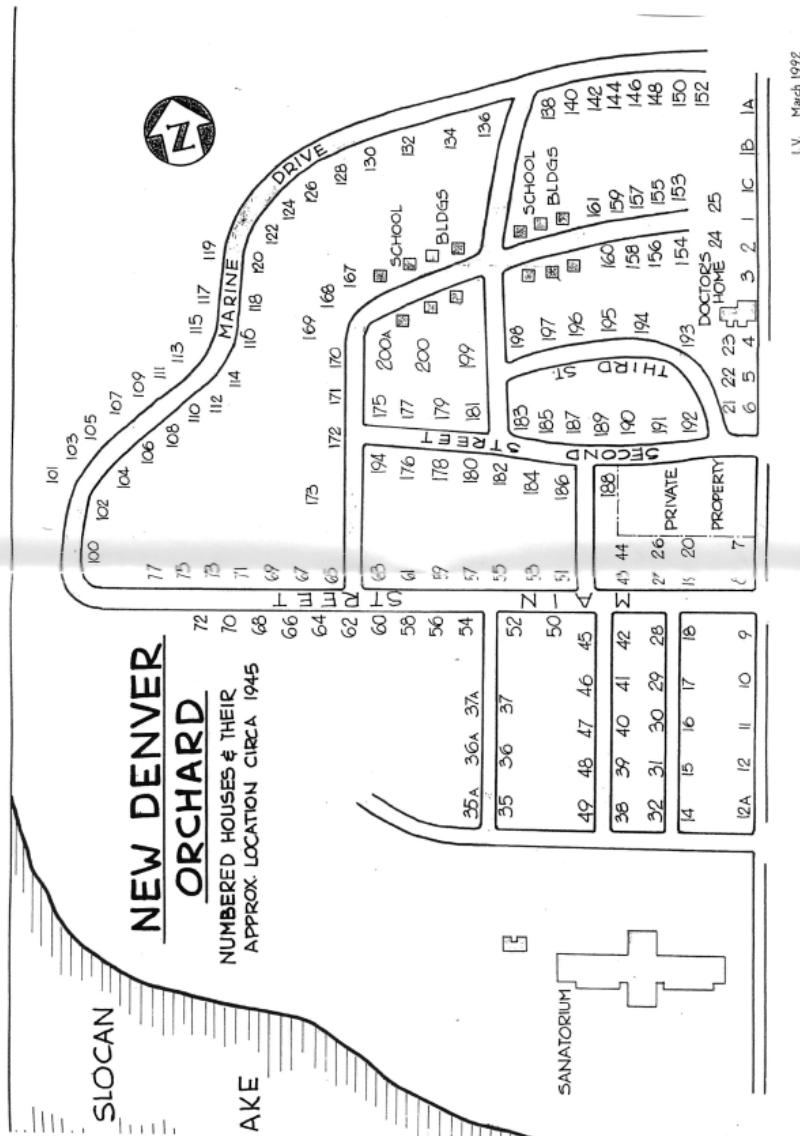 NEW DENVER
ORCHARD
NUMBERED HOUSES & THEIR
APPROX. LOCATION CIRCA 1945
SLOCAN
AKE
SANATORIUM
N
MARINE DRIVE
MAIN STREET
SECOND STREET
THIRD ST.
SCHOOL
BLDGS
SCHOOL
BLDGS
DOCTOR'S
HOME
PRIVATE
PROPERTY
101 103 105 107 109 111 113 115 117 119
100 102 104 106 108 110 112 114 116 118 120 122 124 126 128 130 132 134 136
138 140 142 144 146 148 150 152
161 159 157 155 153
160 158 156 154
167 168 169 170 171 172 173
200A 200 199
175 177 179 181
194 176 178 180 182 184 186 188
198 197 196 195 194 193
183 185 187 189 190 191 192
77 75 73 71 69 67 65 63 61 59 57 55 53 51
72 70 68 66 64 62 60 58 56 54 52 50
35A 36A 37A
35 36 37
49 48 47 46 45
38 39 40 41 42
44
32 31 30 29 28
26
14 15 16 17 18
20
12A 12 11 10 9
7
21 22 23 24 25
6 5 4 3 2 1 1C 1B 1A
I.V. March 1992